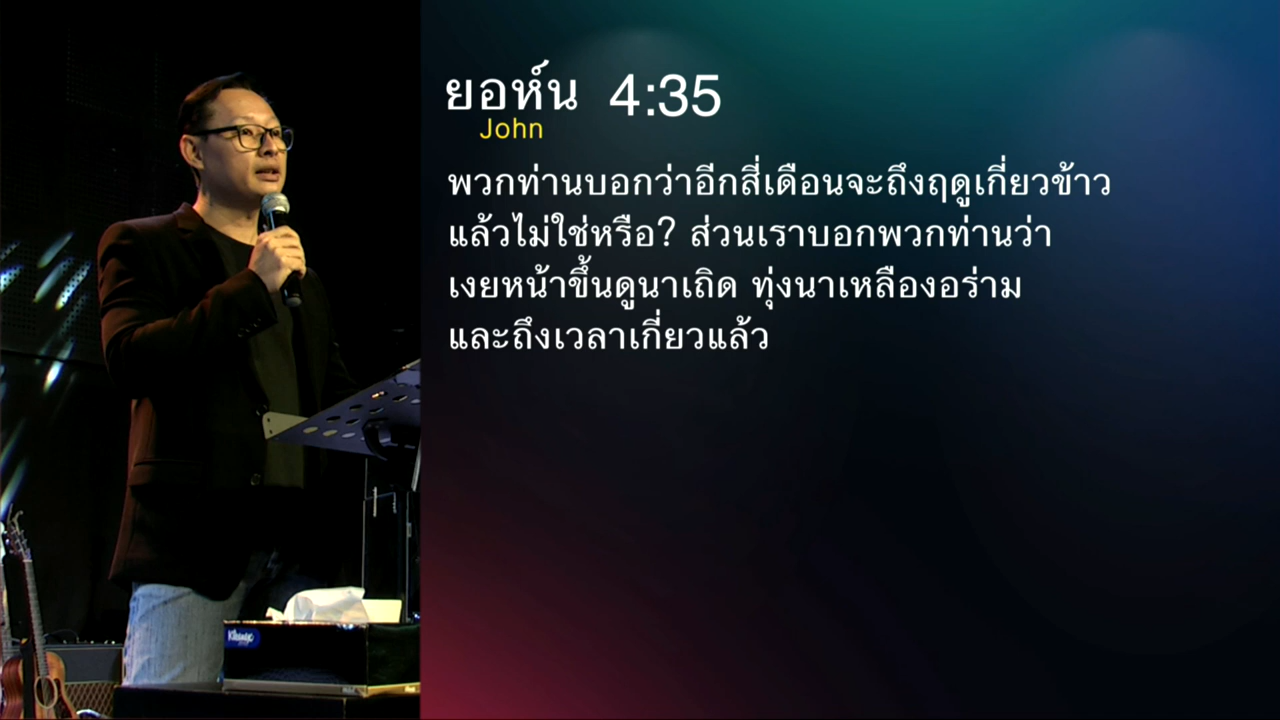 ยอห์น 4:35
John
พวกท่านบอกว่าอีกสี่เดือนจะถึงฤดูเกี่ยวข้าว
แล้วไม่ใช่หรือ? ส่วนเราบอกพวกท่านว่า
เงยหน้าขึ้นดูนาเถิด ทุ่งนาเหลืองอร่าม
และถึงเวลาเกี่ยวแล้ว
Kleenex